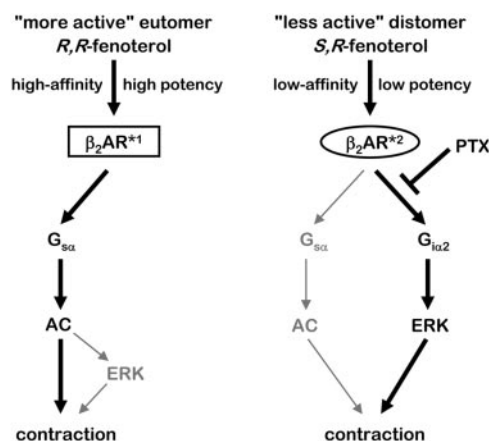 "more active" eutomer
R,R-fenoterol
high-affinity
high potency
β₂AR*¹
Gsα
AC
ERK
contraction
"less active" distomer
S,R-fenoterol
low-affinity
low potency
β₂AR*²
PTX
Gsα
Giα2
AC
ERK
contraction